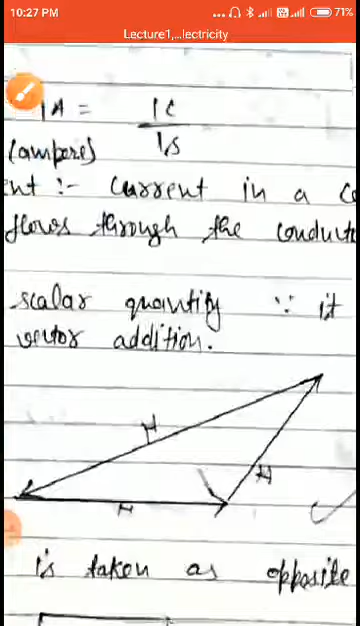 10:27 PM
71%
Lecture1,...lectricity
1A = 1C
1S
(ampere)
ent :- Current in a co
flows through the conduct
scalar quantity ∵ it
vector addition.
H
H
H
is taken as opposite